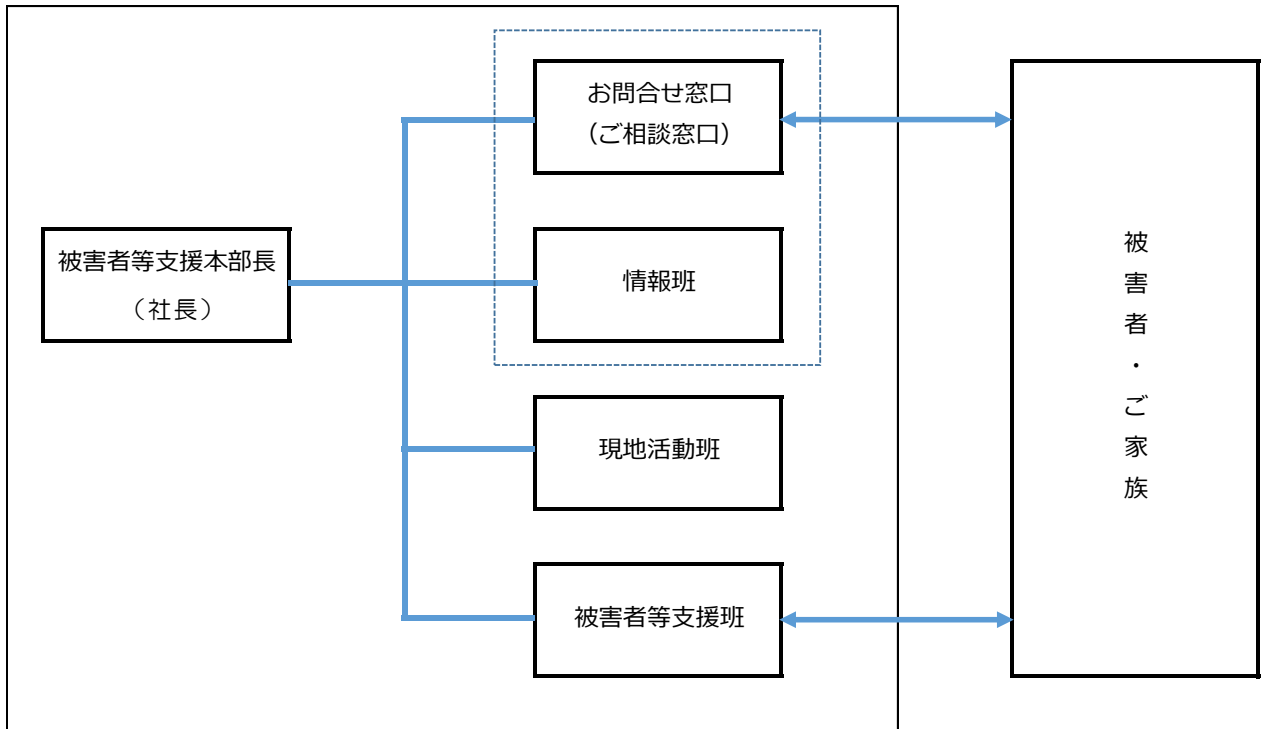 お問合せ窓口
(ご相談窓口)
被害者等支援本部長
（社長）
情報班
現地活動班
被害者等支援班
被害者・ご家族